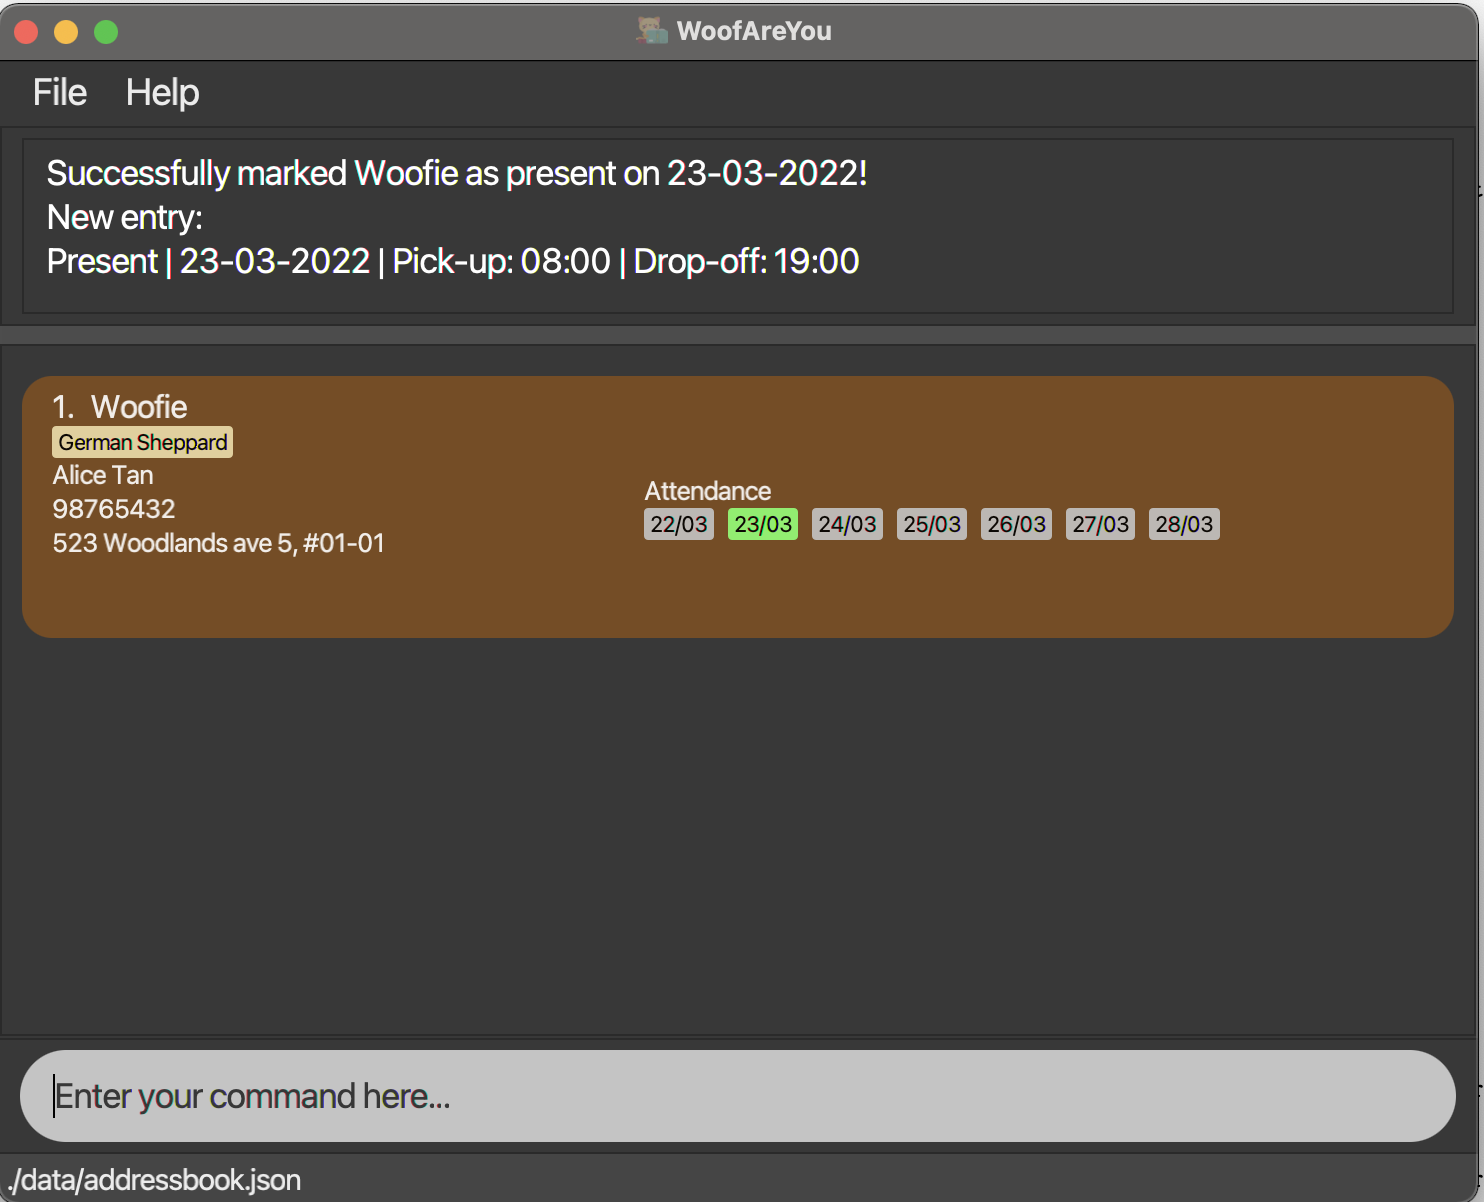 WoofAreYou
File Help
Successfully marked Woofie as present on 23-03-2022!
New entry:
Present | 23-03-2022 | Pick-up: 08:00 | Drop-off: 19:00
1. Woofie
German Sheppard
Alice Tan
98765432
523 Woodlands ave 5, #01-01
Attendance
22/03 23/03 24/03 25/03 26/03 27/03 28/03
Enter your command here...
./data/addressbook.json